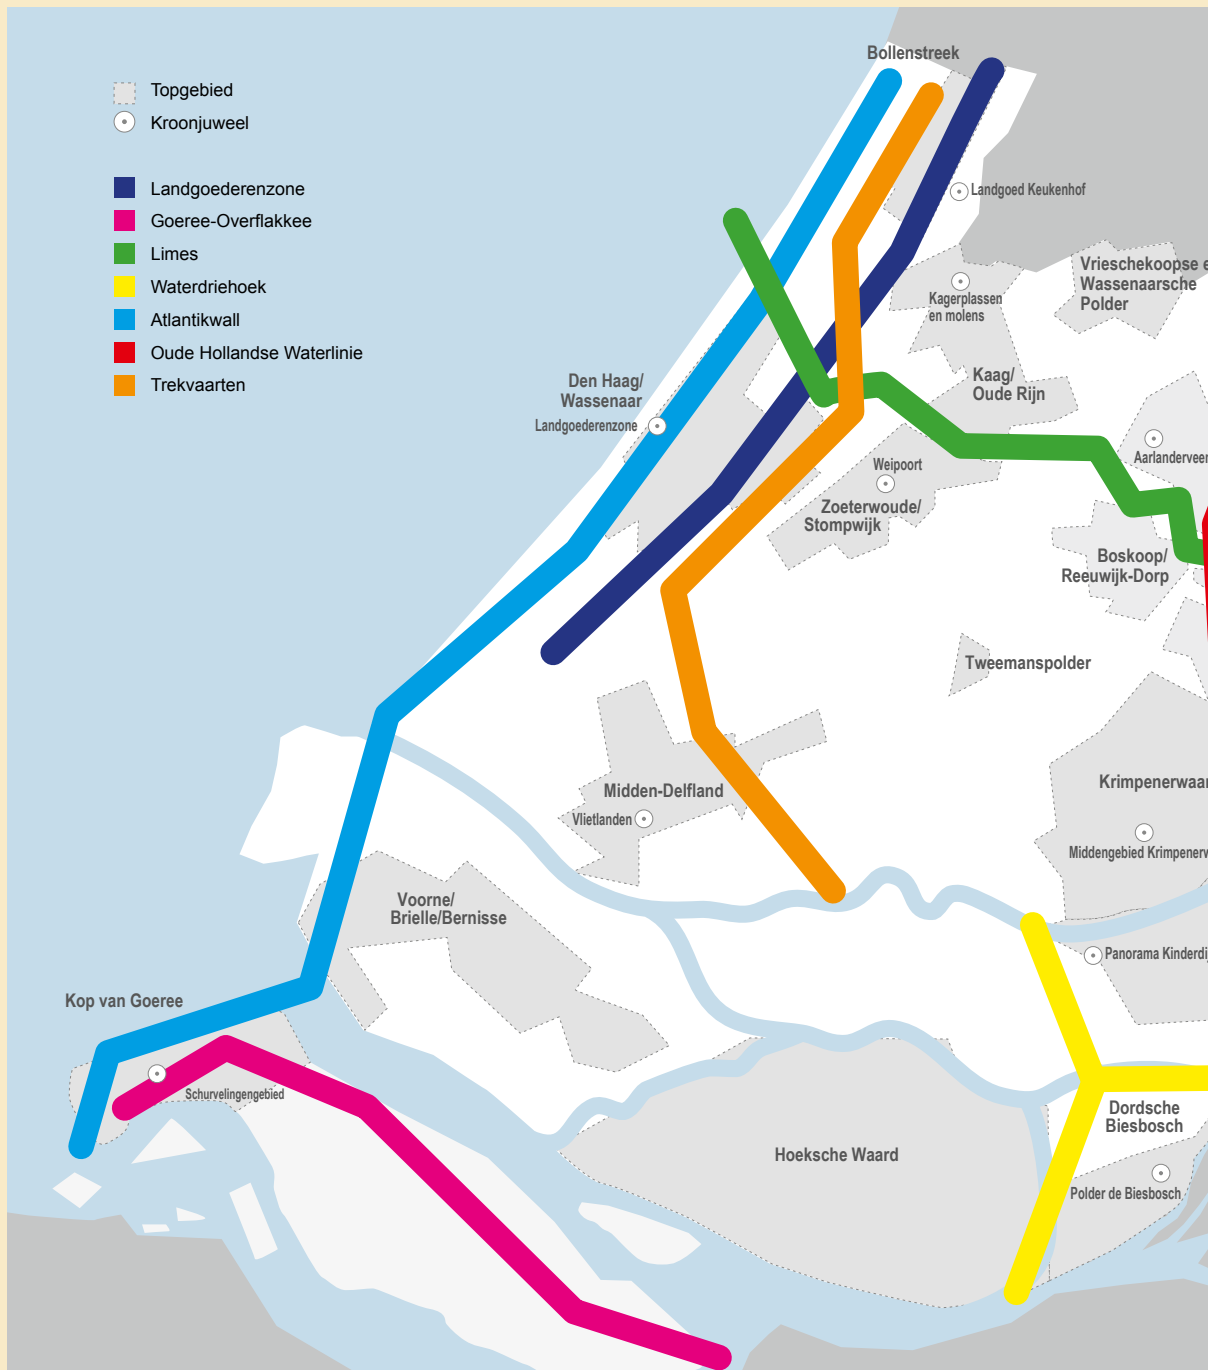 Bollenstreek
Topgebied
Kroonjuweel
Landgoederenzone
Goeree-Overflakkee
Limes
Waterdriehoek
Atlantikwall
Oude Hollandse Waterlinie
Trekvaarten
Landgoed Keukenhof
Vrieschekoopse e
Wassenaarsche
Polder
Kagerplassen
en molens
Kaag/
Oude Rijn
Den Haag/
Wassenaar
Landgoederenzone
Aarlanderveen
Weipoort
Zoeterwoude/
Stompwijk
Boskoop/
Reeuwijk-Dorp
Tweemanspolder
Midden-Delfland
Vlietlanden
Krimpenerwaar
Middengebied Krimpenerw
Voorne/
Brielle/Bernisse
Panorama Kinderdij
Kop van Goeree
Schurvelingengebied
Dordsche
Biesbosch
Hoeksche Waard
Polder de Biesbosch